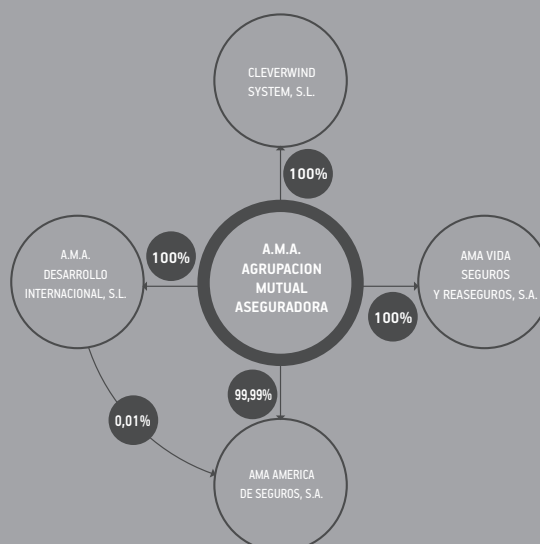 CLEVERWIND
SYSTEM, S.L.
100%
A.M.A.
DESARROLLO
INTERNACIONAL, S.L.
100%
A.M.A.
AGRUPACION
MUTUAL
ASEGURADORA
100%
AMA VIDA
SEGUROS
Y REASEGUROS, S.A.
99,99%
0,01%
AMA AMERICA
DE SEGUROS, S.A.